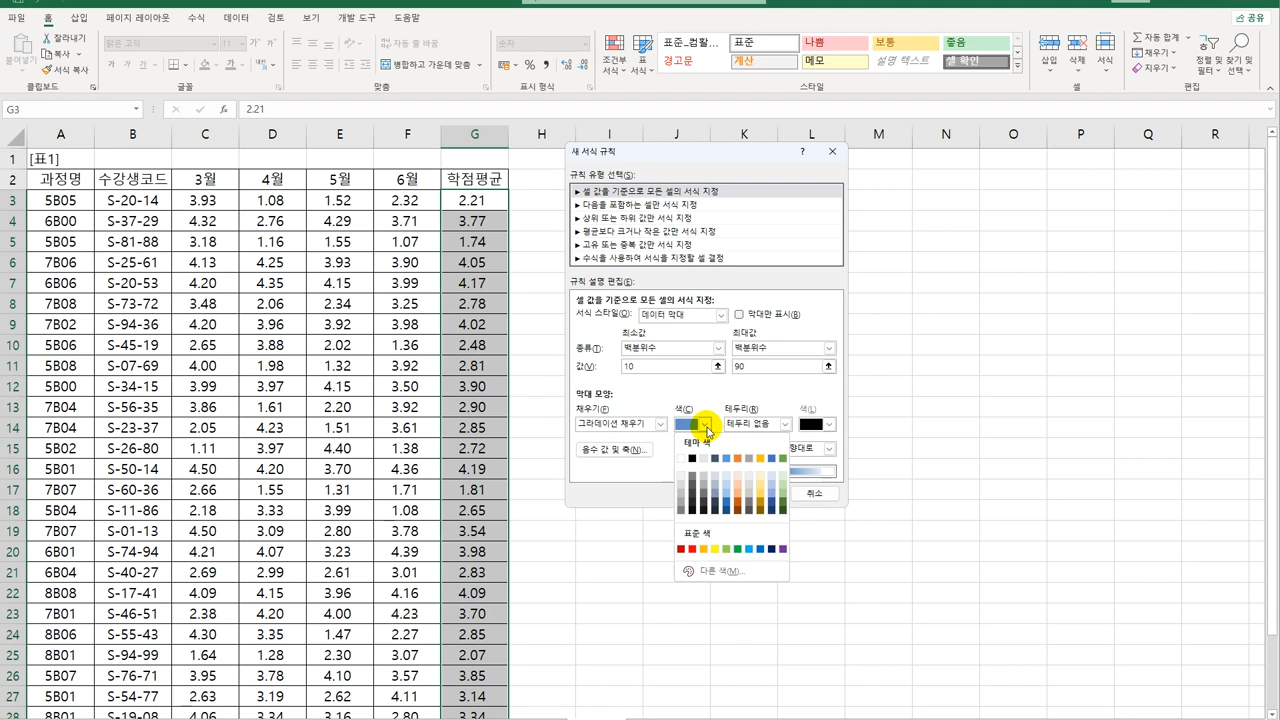 파일 홈 삽입 페이지 레이아웃 수식 데이터 검토 보기 개발 도구 도움말 공유
잘라내기
복사
서식 복사
붙여넣기
클립보드
맑은 고딕 11
글꼴
자동 줄 바꿈
병합하고 가운데 맞춤
맞춤
숫자
표시 형식
조건부 서식
표 서식
표준_컴활... 표준 나쁨 보통 좋음
경고문 계산 메모 설명 텍스트 셀 확인
스타일
삽입 삭제 서식
셀
자동 합계
채우기
지우기
정렬 및 필터
찾기 및 선택
편집
G3 fx 2.21
A B C D E F G H I J K L M N O P Q R
1 [표1]
2 과정명 수강생코드 3월 4월 5월 6월 학점평균
3 5B05 S-20-14 3.93 1.08 1.52 2.32 2.21
4 6B00 S-37-29 4.32 2.76 4.29 3.71 3.77
5 5B05 S-81-88 3.18 1.16 1.55 1.07 1.74
6 7B06 S-25-61 4.13 4.25 3.93 3.90 4.05
7 6B06 S-20-53 4.20 4.35 4.15 3.99 4.17
8 7B08 S-73-72 3.48 2.06 2.34 3.25 2.78
9 7B02 S-94-36 4.20 3.96 3.92 3.98 4.02
10 5B06 S-45-19 2.65 3.88 2.02 1.36 2.48
11 5B08 S-07-69 4.00 1.98 1.32 3.92 2.81
12 5B00 S-34-15 3.99 3.97 4.15 3.50 3.90
13 7B04 S-56-35 3.86 1.61 2.20 3.92 2.90
14 7B04 S-23-37 2.05 4.23 1.51 3.61 2.85
15 5B02 S-26-80 1.11 3.97 4.40 1.38 2.72
16 5B01 S-50-14 4.50 4.20 3.70 4.36 4.19
17 7B07 S-60-36 2.66 1.55 1.31 1.71 1.81
18 5B04 S-11-86 2.18 3.33 3.99 1.08 2.65
19 7B07 S-01-13 4.50 3.09 2.80 3.78 3.54
20 6B01 S-74-94 4.21 4.07 3.23 4.39 3.98
21 6B04 S-40-27 2.69 2.99 2.61 3.01 2.83
22 8B08 S-17-41 4.09 4.15 3.96 4.16 4.09
23 7B01 S-46-51 2.38 4.20 4.00 4.23 3.70
24 8B06 S-55-43 4.30 3.35 1.47 2.27 2.85
25 8B01 S-94-99 1.64 1.28 2.30 3.07 2.07
26 5B07 S-76-71 3.95 3.78 4.10 3.57 3.85
27 5B01 S-54-77 2.63 3.19 2.62 4.11 3.14
28 8B01 S-19-08 4.06 3.34 3.16 2.80 3.34
새 서식 규칙 ?
규칙 유형 선택(S):
► 셀 값을 기준으로 모든 셀의 서식 지정
► 다음을 포함하는 셀만 서식 지정
► 상위 또는 하위 값만 서식 지정
► 평균보다 크거나 작은 값만 서식 지정
► 고유 또는 중복 값만 서식 지정
► 수식을 사용하여 서식을 지정할 셀 결정
규칙 설명 편집(E):
셀 값을 기준으로 모든 셀의 서식 지정:
서식 스타일(O): 데이터 막대 막대만 표시(B)
최소값 최대값
종류(T): 백분위수 백분위수
값(V): 10 90
막대 모양:
채우기(F) 색(C) 테두리(R) 색(L)
그라데이션 채우기 테두리 없음
음수 값 및 축(N)... 향대로
테마 색
취소
표준 색
다른 색(M)...